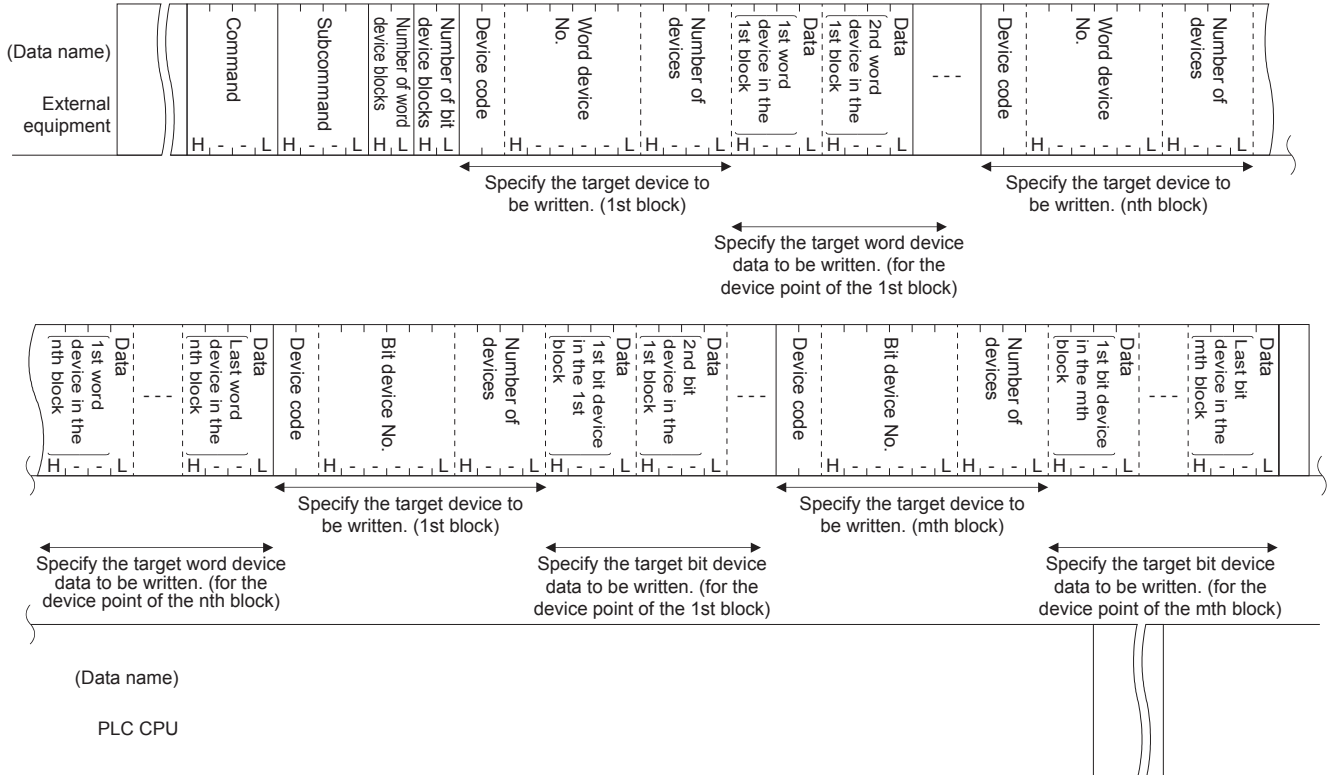 (Data name)
External
equipment
Command
H - - L
Subcommand
H - - L
Number of word
device blocks
H L
Number of bit
device blocks
H L
Device code
Word device
No.
H - - - - L
Number of
devices
H - - L
Data
1st word
device in the
1st block
H - - L
Data
2nd word
device in the
1st block
H - - L
- - -
Device code
Word device
No.
H - - - - L
Number of
devices
H - - L
Specify the target device to
be written. (1st block)
Specify the target device to
be written. (nth block)
Specify the target word device
data to be written. (for the
device point of the 1st block)
Data
1st word
device in the
nth block
H - - L
- - -
Data
Last word
device in the
nth block
H - - L
Device code
Bit device No.
H - - - - L
Number of
devices
H - - L
Data
1st bit device
in the 1st
block
H - - L
Data
2nd bit
device in the
1st block
H - - L
- - -
Device code
Bit device No.
H - - - - L
Number of
devices
H - - L
Data
1st bit device
in the mth
block
H - - L
- - -
Data
Last bit
device in the
mth block
H - - L
Specify the target device to
be written. (1st block)
Specify the target device to
be written. (mth block)
Specify the target word device
data to be written. (for the
device point of the nth block)
Specify the target bit device
data to be written. (for the
device point of the 1st block)
Specify the target bit device
data to be written. (for the
device point of the mth block)
(Data name)
PLC CPU